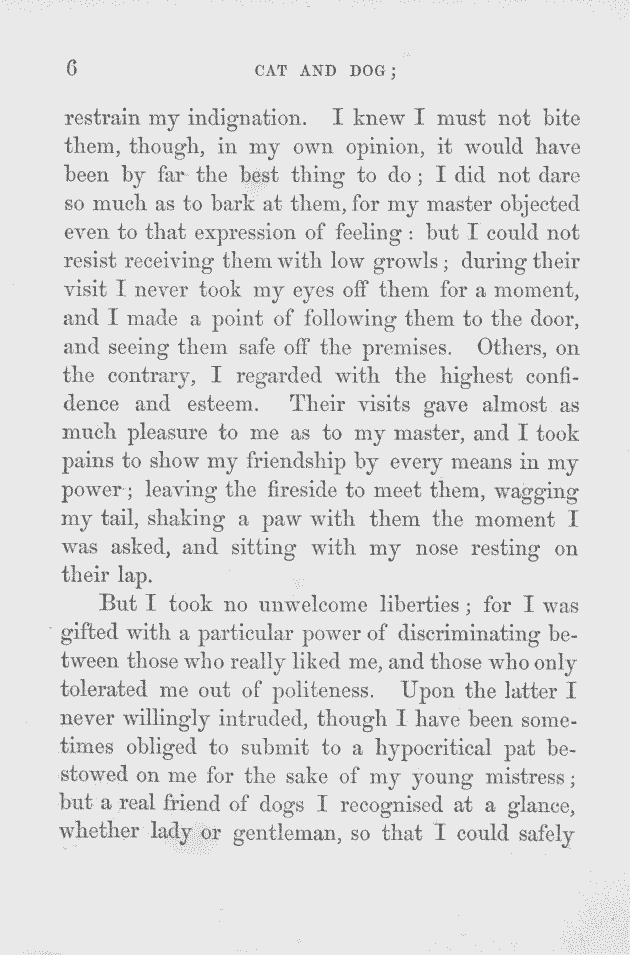 6 CAT AND DOG;
restrain my indignation. I knew I must not bite
them, though, in my own opinion, it would have
been by far the best thing to do; I did not dare
so much as to bark at them, for my master objected
even to that expression of feeling: but I could not
resist receiving them with low growls; during their
visit I never took my eyes off them for a moment,
and I made a point of following them to the door,
and seeing them safe off the premises. Others, on
the contrary, I regarded with the highest confi-
dence and esteem. Their visits gave almost as
much pleasure to me as to my master, and I took
pains to show my friendship by every means in my
power; leaving the fireside to meet them, wagging
my tail, shaking a paw with them the moment I
was asked, and sitting with my nose resting on
their lap.
But I took no unwelcome liberties; for I was
gifted with a particular power of discriminating be-
tween those who really liked me, and those who only
tolerated me out of politeness. Upon the latter I
never willingly intruded, though I have been some-
times obliged to submit to a hypocritical pat be-
stowed on me for the sake of my young mistress;
but a real friend of dogs I recognised at a glance,
whether lady or gentleman, so that I could safely